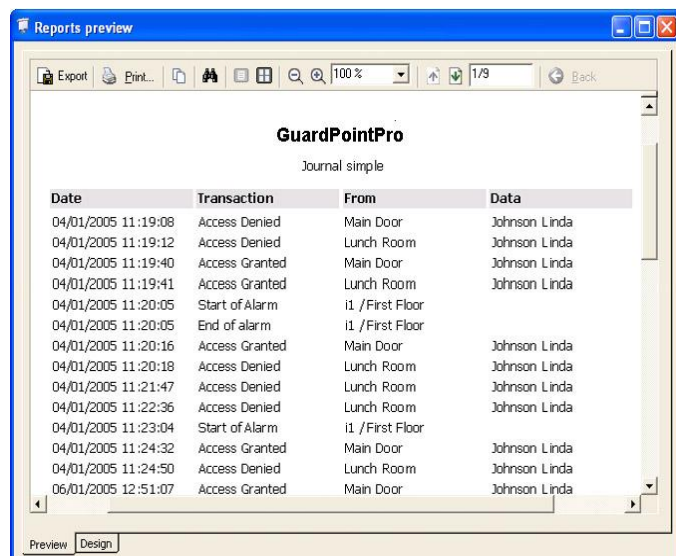 Reports preview
Export Print... 100 % 1/9 Back
GuardPointPro
Journal simple
Date Transaction From Data
04/01/2005 11:19:08 Access Denied Main Door Johnson Linda
04/01/2005 11:19:12 Access Denied Lunch Room Johnson Linda
04/01/2005 11:19:40 Access Granted Main Door Johnson Linda
04/01/2005 11:19:41 Access Granted Lunch Room Johnson Linda
04/01/2005 11:20:05 Start of Alarm i1 /First Floor
04/01/2005 11:20:05 End of alarm i1 /First Floor
04/01/2005 11:20:16 Access Granted Main Door Johnson Linda
04/01/2005 11:20:18 Access Denied Lunch Room Johnson Linda
04/01/2005 11:21:47 Access Denied Lunch Room Johnson Linda
04/01/2005 11:22:36 Access Denied Lunch Room Johnson Linda
04/01/2005 11:23:04 Start of Alarm i1 /First Floor
04/01/2005 11:24:32 Access Granted Main Door Johnson Linda
04/01/2005 11:24:50 Access Denied Lunch Room Johnson Linda
06/01/2005 12:51:07 Access Granted Main Door Johnson Linda
Preview Design